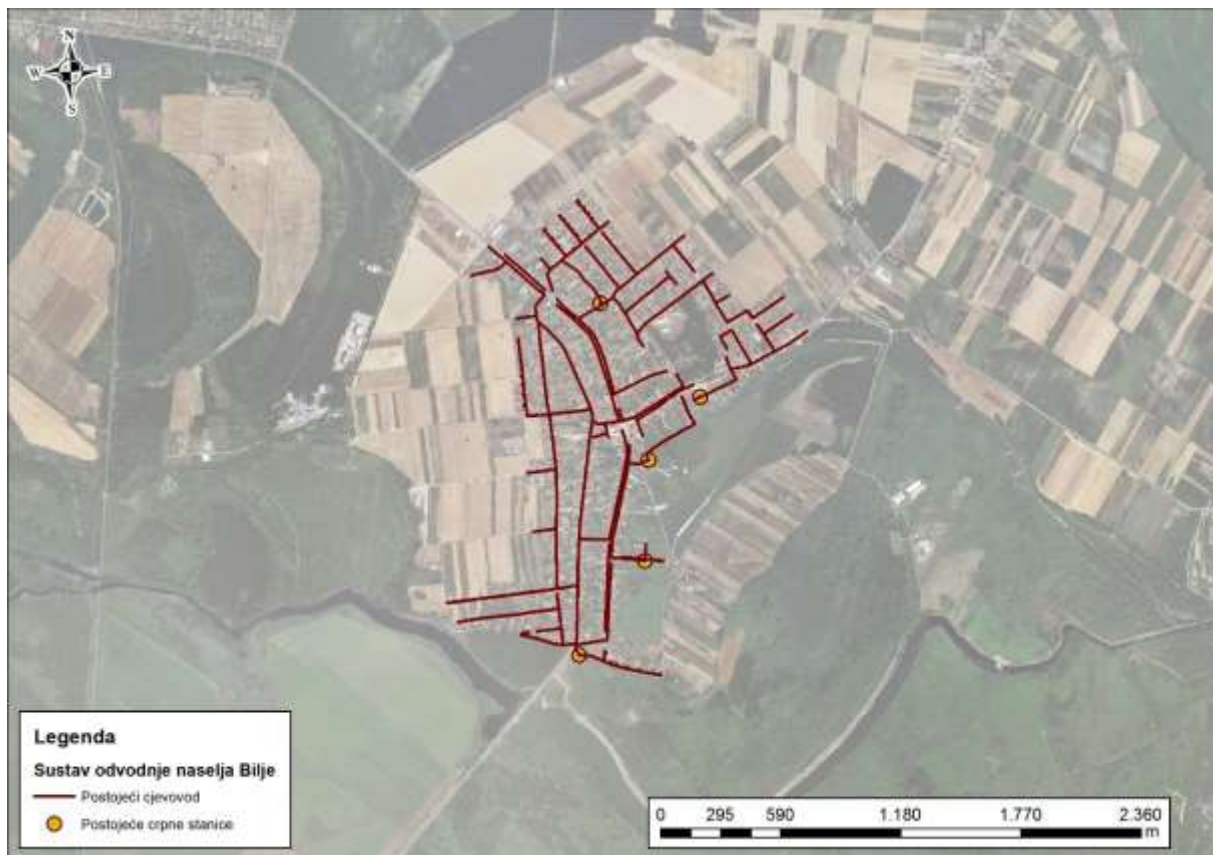 N
W E
S
Legenda
Sustav odvodnje naselja Bilje
Postojeći cjevovod
Postojeće crpne stanice
0 295 590 1.180 1.770 2.360
m